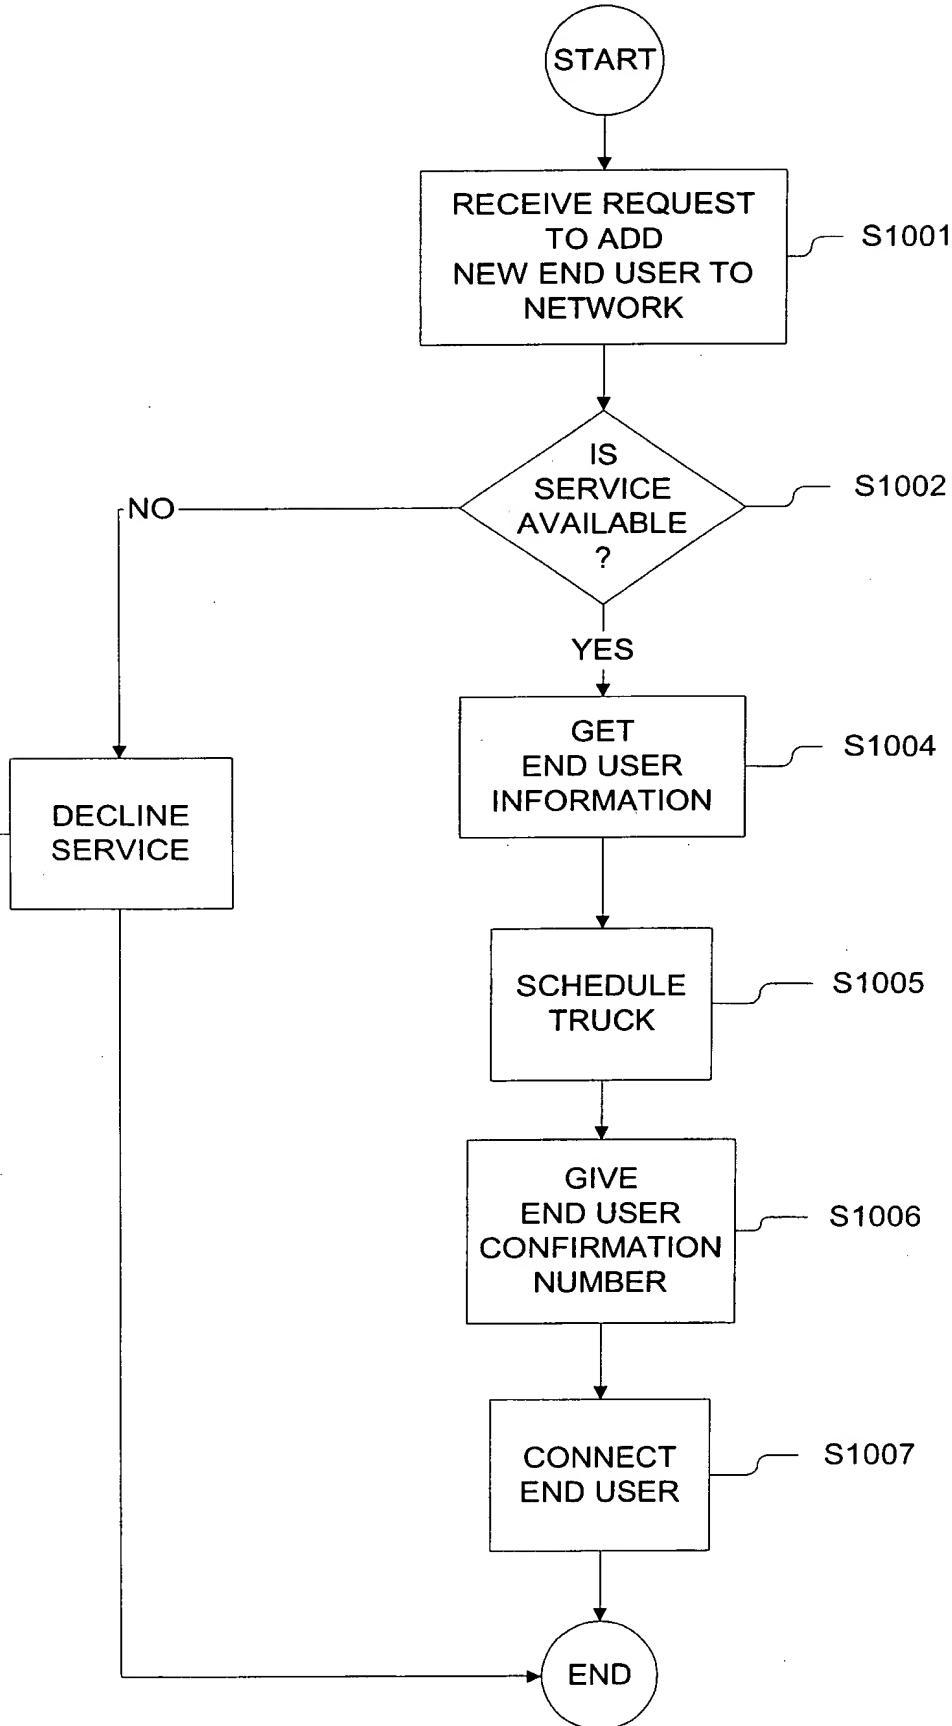 START
RECEIVE REQUEST
TO ADD
NEW END USER TO
NETWORK
S1001
IS
SERVICE
AVAILABLE
?
S1002
NO
YES
GET
END USER
INFORMATION
S1004
DECLINE
SERVICE
SCHEDULE
TRUCK
S1005
GIVE
END USER
CONFIRMATION
NUMBER
S1006
CONNECT
END USER
S1007
END